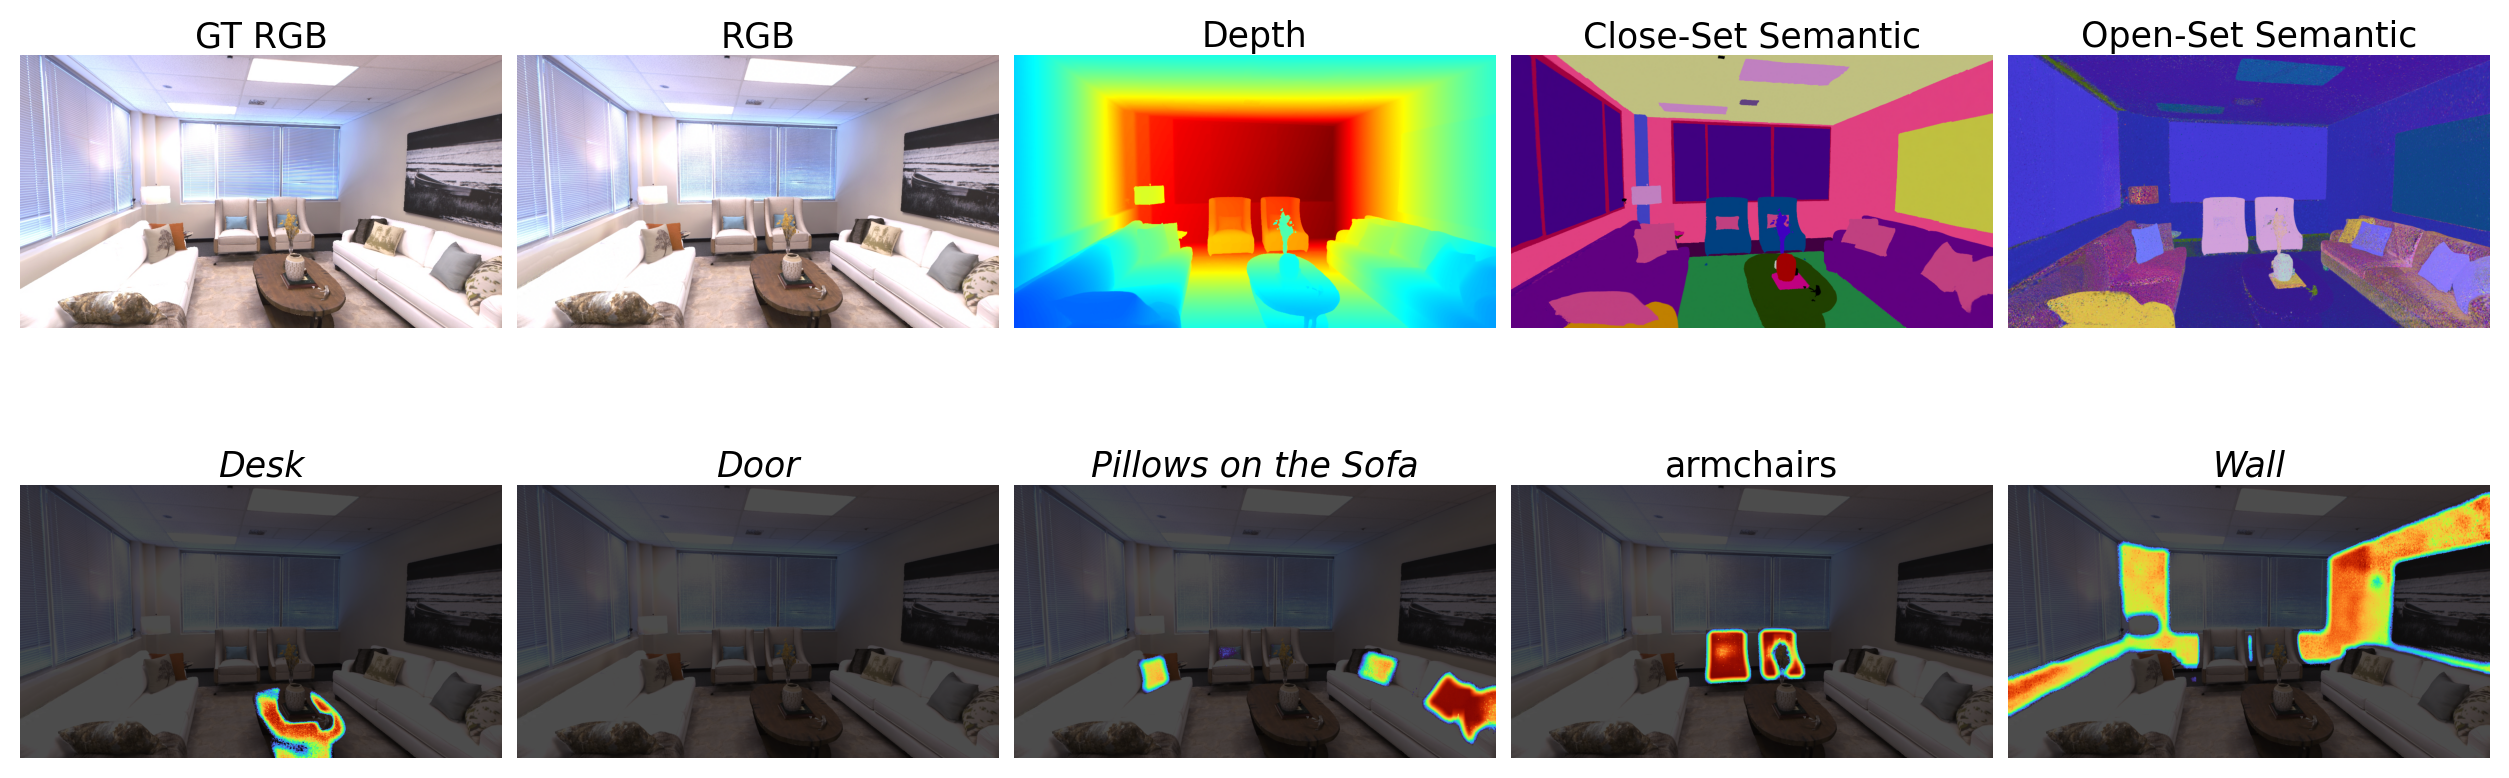 GT RGB
RGB
Depth
Close-Set Semantic
Open-Set Semantic
Desk
Door
Pillows on the Sofa
armchairs
Wall